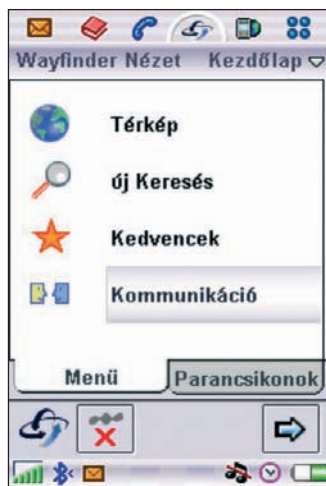 Wayfinder Nézet Kezdőlap
Térkép
új Keresés
Kedvencek
Kommunikáció
Menü Parancsikonok